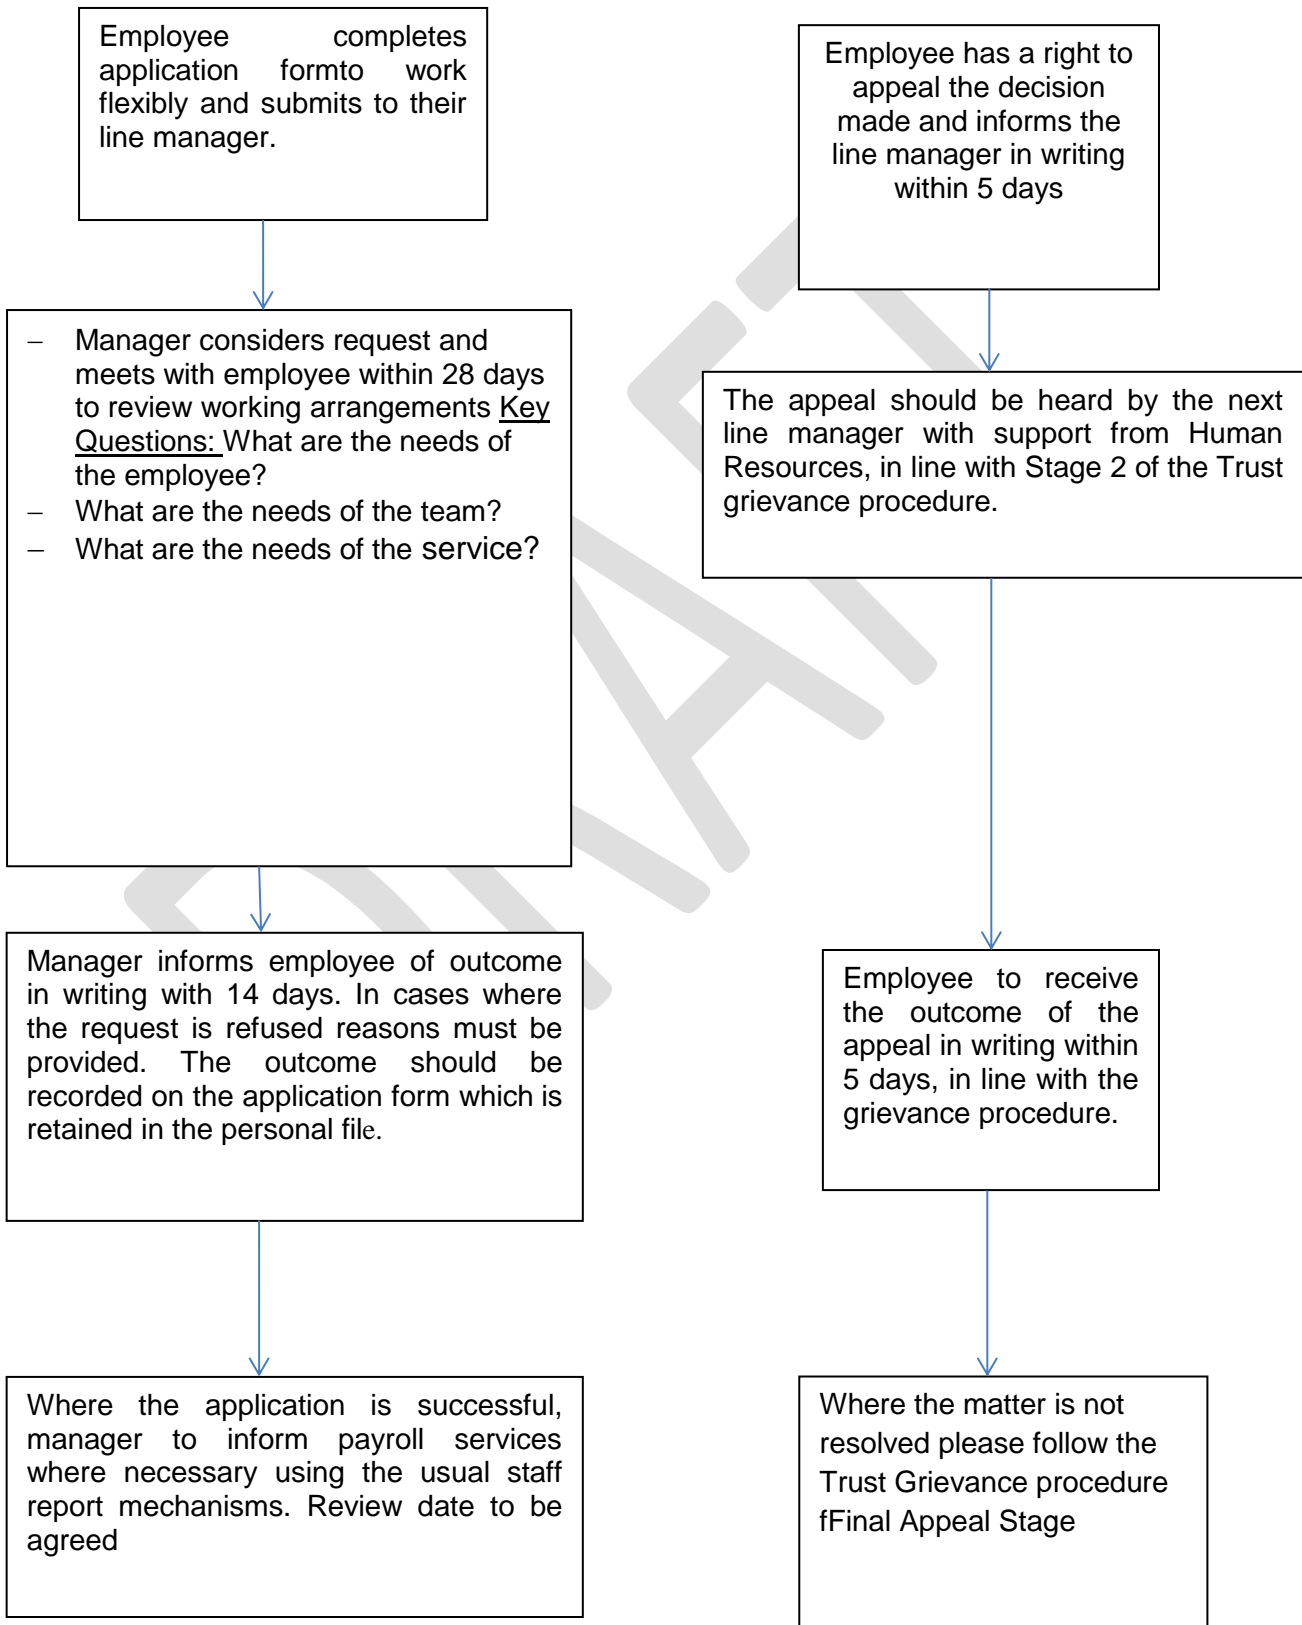 Employee completes
application formto work
flexibly and submits to their
line manager.
– Manager considers request and
meets with employee within 28 days
to review working arrangements Key
Questions: What are the needs of
the employee?
– What are the needs of the team?
– What are the needs of the service?
Manager informs employee of outcome
in writing with 14 days. In cases where
the request is refused reasons must be
provided. The outcome should be
recorded on the application form which is
retained in the personal file.
Where the application is successful,
manager to inform payroll services
where necessary using the usual staff
report mechanisms. Review date to be
agreed
Employee has a right to
appeal the decision
made and informs the
line manager in writing
within 5 days
The appeal should be heard by the next
line manager with support from Human
Resources, in line with Stage 2 of the Trust
grievance procedure.
Employee to receive
the outcome of the
appeal in writing within
5 days, in line with the
grievance procedure.
Where the matter is not
resolved please follow the
Trust Grievance procedure
fFinal Appeal Stage
DRAFT